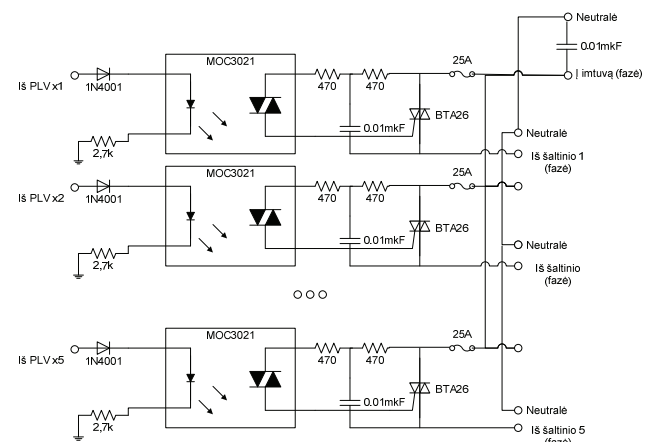 Neutralė
0.01mkF
Į imtuvą (fazė)
MOC3021
25A
Iš PLV x1
1N4001
470
470
BTA26
0.01mkF
2,7k
Neutralė
Iš šaltinio 1
(fazė)
MOC3021
25A
Iš PLV x2
1N4001
470
470
BTA26
0.01mkF
2,7k
Neutralė
Iš šaltinio
(fazė)
MOC3021
25A
Iš PLV x5
1N4001
470
470
BTA26
0.01mkF
2,7k
Neutralė
Iš šaltinio 5
(fazė)